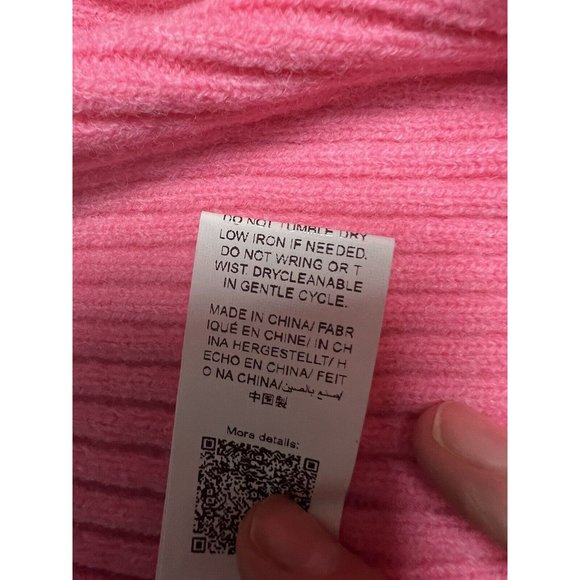 DO NOT TUMBLE DRY
LOW IRON IF NEEDED.
DO NOT WRING OR T
WIST DRYCLEANABLE
IN GENTLE CYCLE.
MADE IN CHINA/ FABR
IQUÉ EN CHINE/ IN CH
INA HERGESTELLT/ H
ECHO EN CHINA/ FEIT
O NA CHINA/صنع بالصين/
中国製
More details: